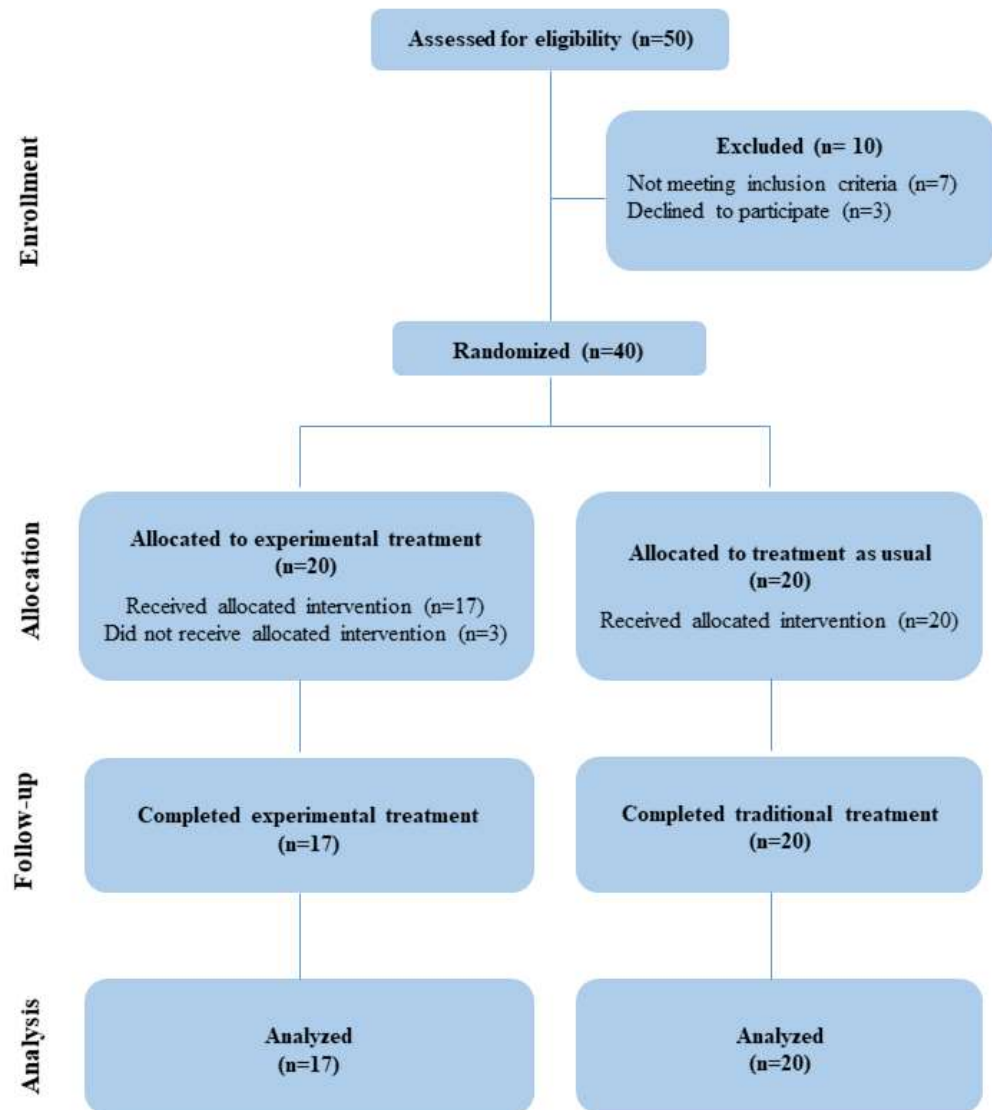 Assessed for eligibility (n=50)
Enrollment
Excluded (n= 10)
Not meeting inclusion criteria (n=7)
Declined to participate (n=3)
Randomized (n=40)
Allocation
Allocated to experimental treatment
(n=20)
Received allocated intervention (n=17)
Did not receive allocated intervention (n=3)
Allocated to treatment as usual
(n=20)
Received allocated intervention (n=20)
Follow-up
Completed experimental treatment
(n=17)
Completed traditional treatment
(n=20)
Analysis
Analyzed
(n=17)
Analyzed
(n=20)